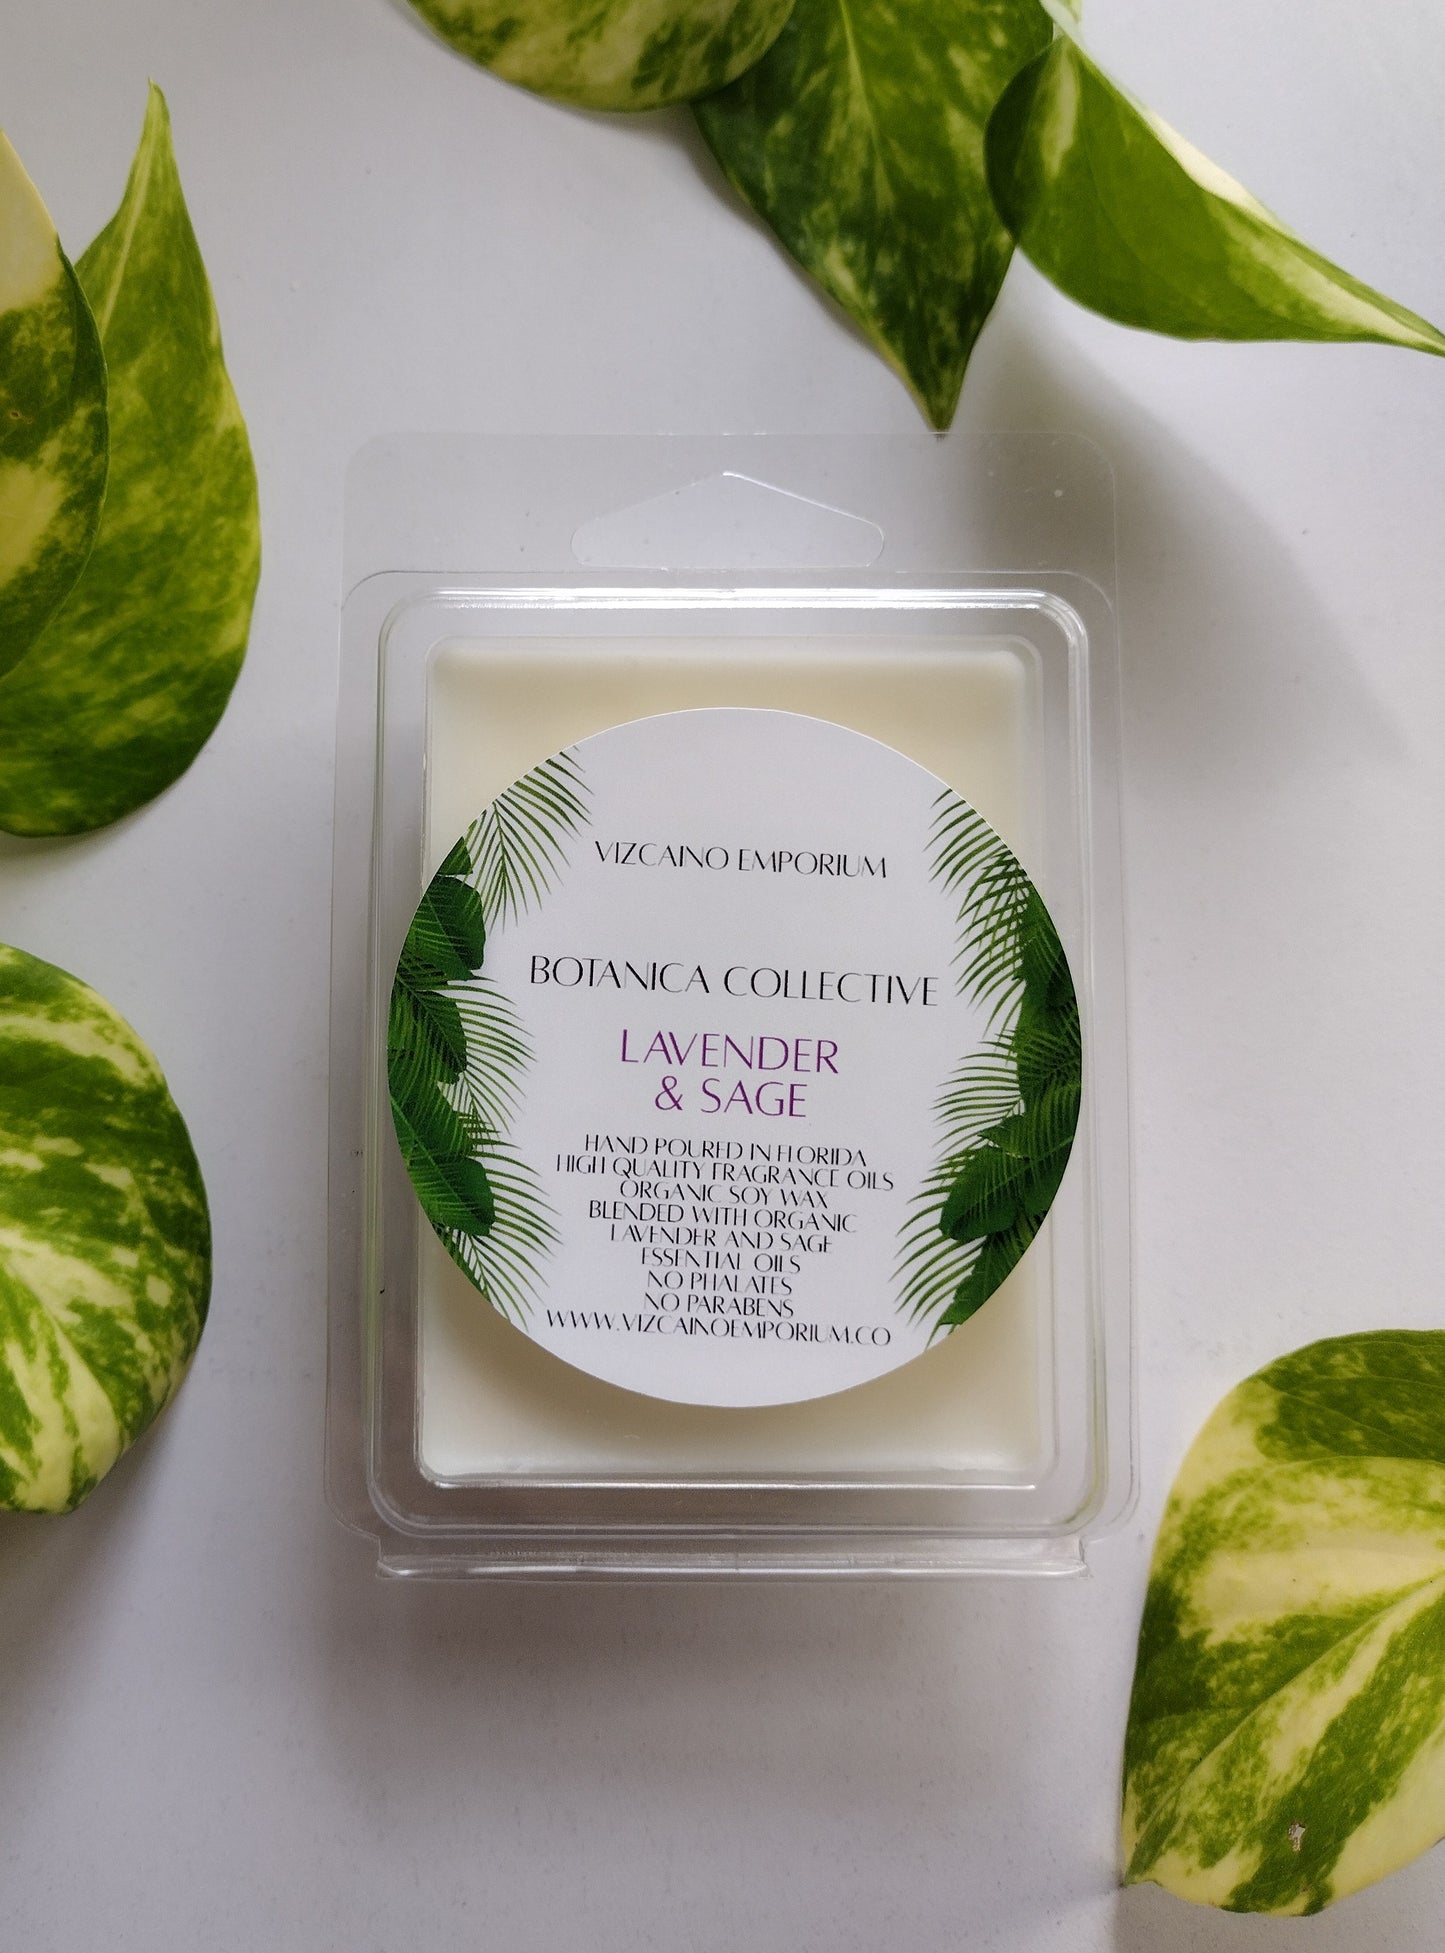 VIZCAINO EMPORIUM
BOTANICA COLLECTIVE
LAVENDER
& SAGE
HAND POURED IN FLORIDA
HIGH QUALITY FRAGRANCE OILS
ORGANIC SOY WAX
BLENDED WITH ORGANIC
LAVENDER AND SAGE
ESSENTIAL OILS
NO PHALATES
NO PARABENS
WWW.VIZCAINOEMPORIUM.CO